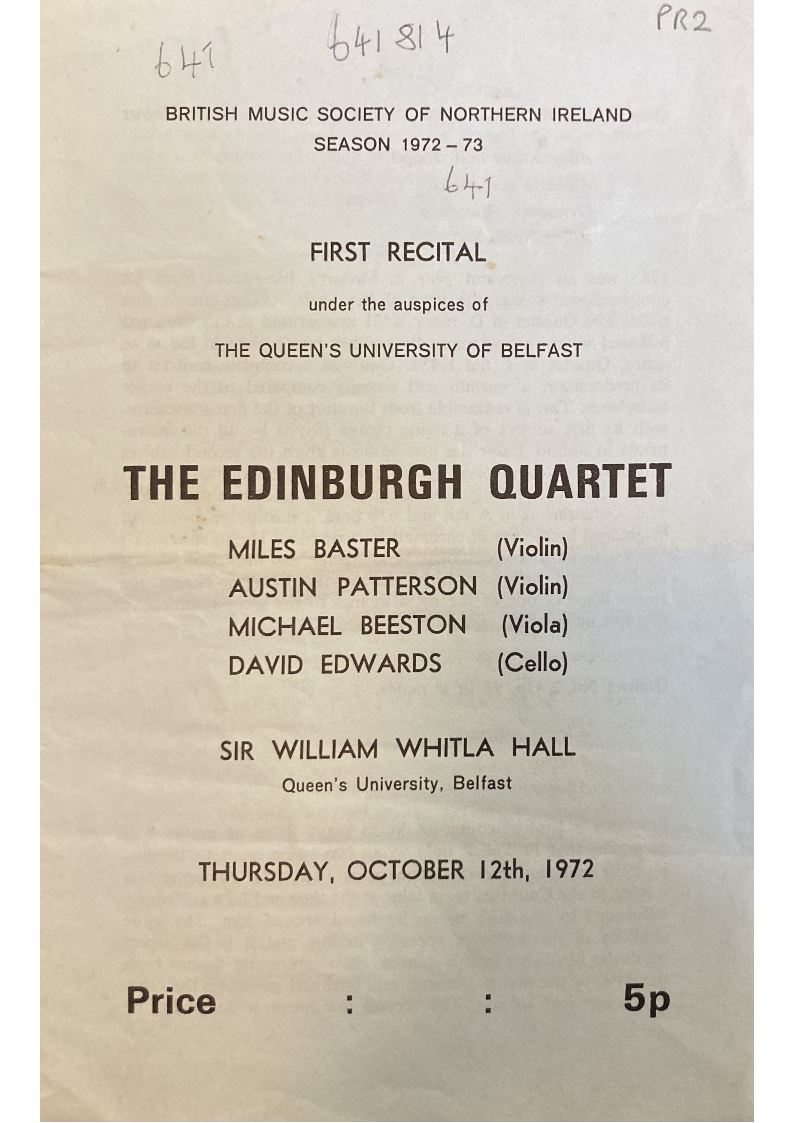 PR2
641 641814
BRITISH MUSIC SOCIETY OF NORTHERN IRELAND
SEASON 1972 – 73
641
FIRST RECITAL
under the auspices of
THE QUEEN'S UNIVERSITY OF BELFAST
THE EDINBURGH QUARTET
MILES BASTER (Violin)
AUSTIN PATTERSON (Violin)
MICHAEL BEESTON (Viola)
DAVID EDWARDS (Cello)
SIR WILLIAM WHITLA HALL
Queen's University, Belfast
THURSDAY, OCTOBER 12th, 1972
Price : : 5p